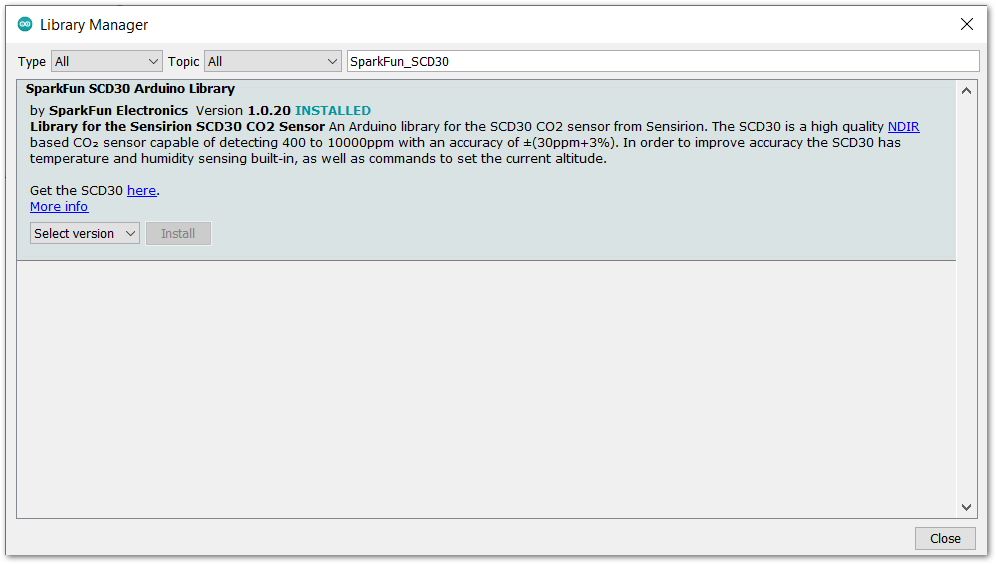 Library Manager
Type All Topic All SparkFun_SCD30
SparkFun SCD30 Arduino Library
by SparkFun Electronics Version 1.0.20 INSTALLED
Library for the Sensirion SCD30 CO2 Sensor An Arduino library for the SCD30 CO2 sensor from Sensirion. The SCD30 is a high quality NDIR
based CO₂ sensor capable of detecting 400 to 10000ppm with an accuracy of ±(30ppm+3%). In order to improve accuracy the SCD30 has
temperature and humidity sensing built-in, as well as commands to set the current altitude.
Get the SCD30 here.
More info
Select version Install
Close